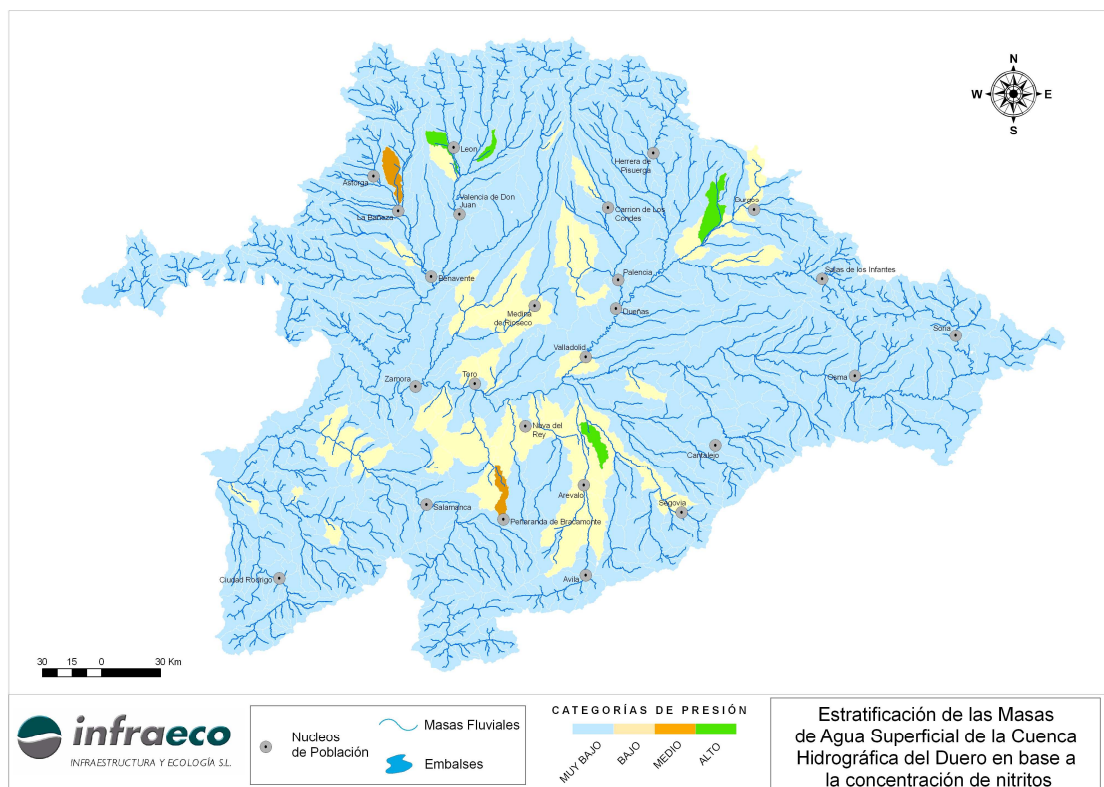 N
W
E
S
Leon
Herrera de
Pisuerga
Astorga
Valencia de Don
Juan
La Bañeza
Carrion de Los
Condes
Burgos
Benavente
Palencia
Salas de los Infantes
Medina
de Rioseco
Dueñas
Soria
Valladolid
Zamora
Toro
Osma
Nava del
Rey
Cantalejo
Arevalo
Salamanca
Segovia
Peñaranda de Bracamonte
Ciudad Rodrigo
Avila
30 15 0 30 Km
infraeco
INFRAESTRUCTURA Y ECOLOGÍA S.L.
Núcleos
de Población
Masas Fluviales
Embalses
CATEGORÍAS DE PRESIÓN
MUY BAJO
BAJO
MEDIO
ALTO
Estratificación de las Masas
de Agua Superficial de la Cuenca
Hidrográfica del Duero en base a
la concentración de nitritos